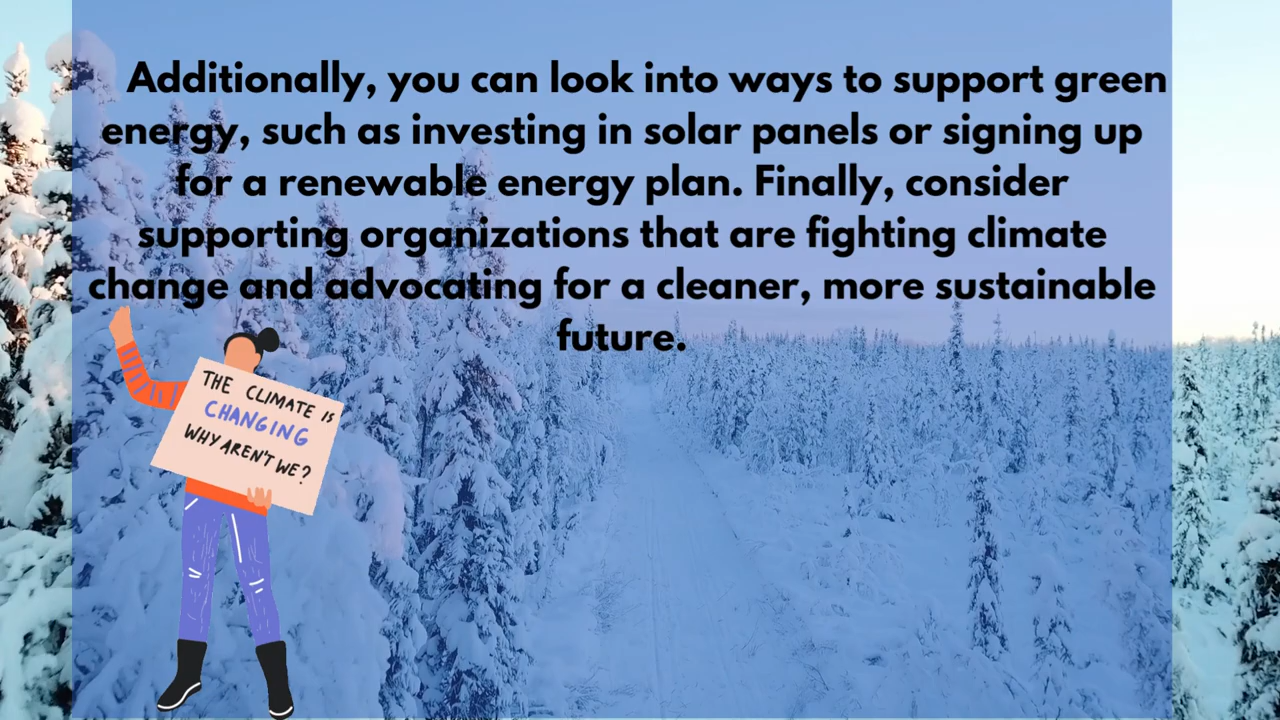 Additionally, you can look into ways to support green
energy, such as investing in solar panels or signing up
for a renewable energy plan. Finally, consider
supporting organizations that are fighting climate
change and advocating for a cleaner, more sustainable
future.
THE CLIMATE IS
CHANGING
WHY AREN'T WE?